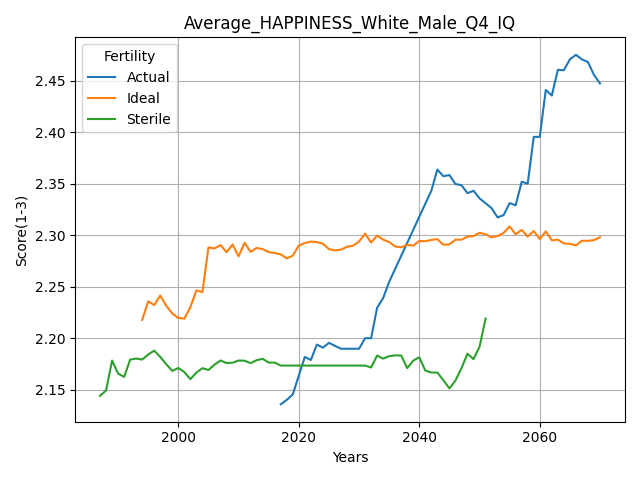 Average_HAPPINESS_White_Male_Q4_IQ
Fertility
Actual
Ideal
Sterile
Score(1-3)
2.45
2.40
2.35
2.30
2.25
2.20
2.15
2000
2020
2040
2060
Years